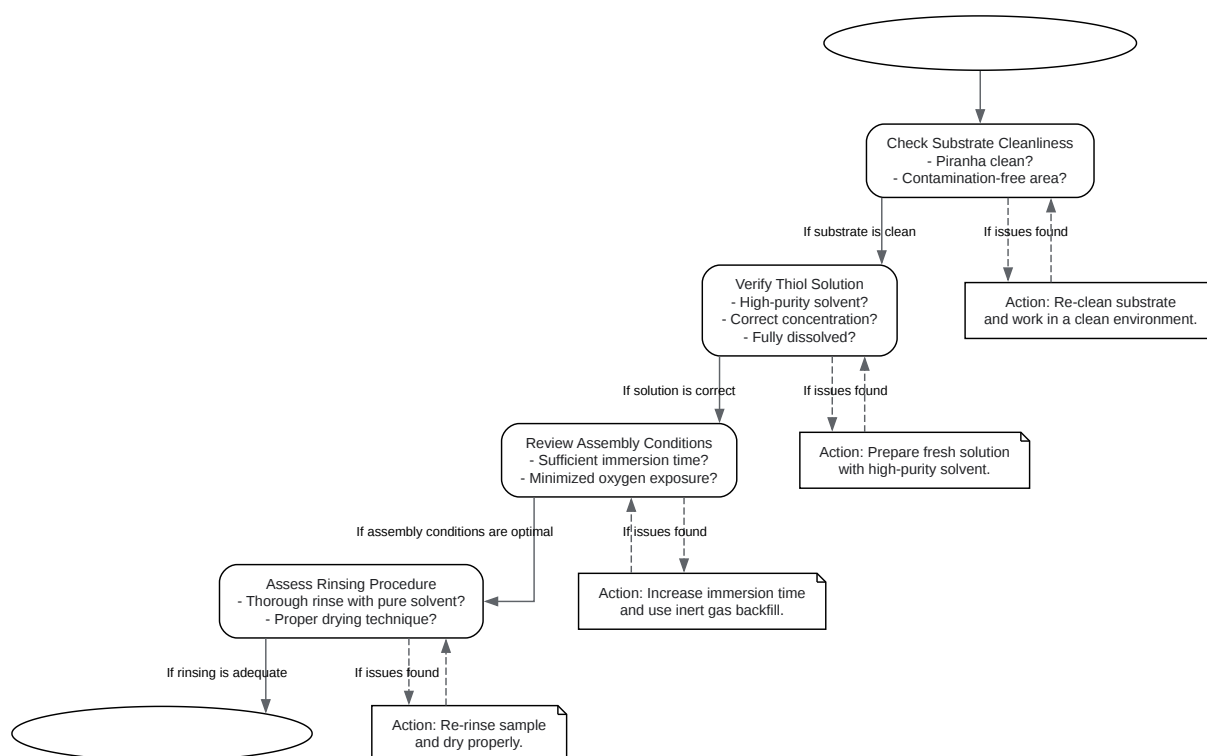 Check Substrate Cleanliness
- Piranha clean?
- Contamination-free area?
If substrate is clean
If issues found
Verify Thiol Solution
- High-purity solvent?
- Correct concentration?
- Fully dissolved?
Action: Re-clean substrate
and work in a clean environment.
If solution is correct
If issues found
Review Assembly Conditions
- Sufficient immersion time?
- Minimized oxygen exposure?
Action: Prepare fresh solution
with high-purity solvent.
If assembly conditions are optimal
If issues found
Assess Rinsing Procedure
- Thorough rinse with pure solvent?
- Proper drying technique?
Action: Increase immersion time
and use inert gas backfill.
If rinsing is adequate
If issues found
Action: Re-rinse sample
and dry properly.